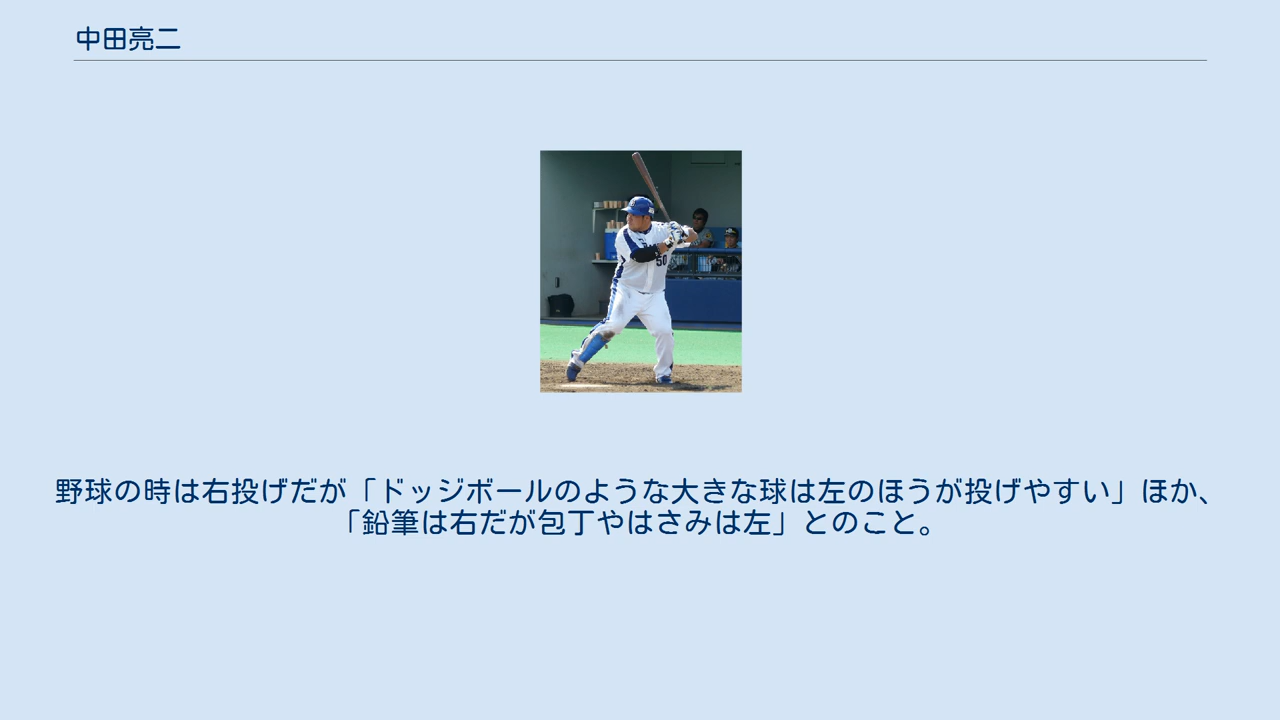 中田亮二
50
野球の時は右投げだが「ドッジボールのような大きな球は左のほうが投げやすい」ほか、
「鉛筆は右だが包丁やはさみは左」とのこと。